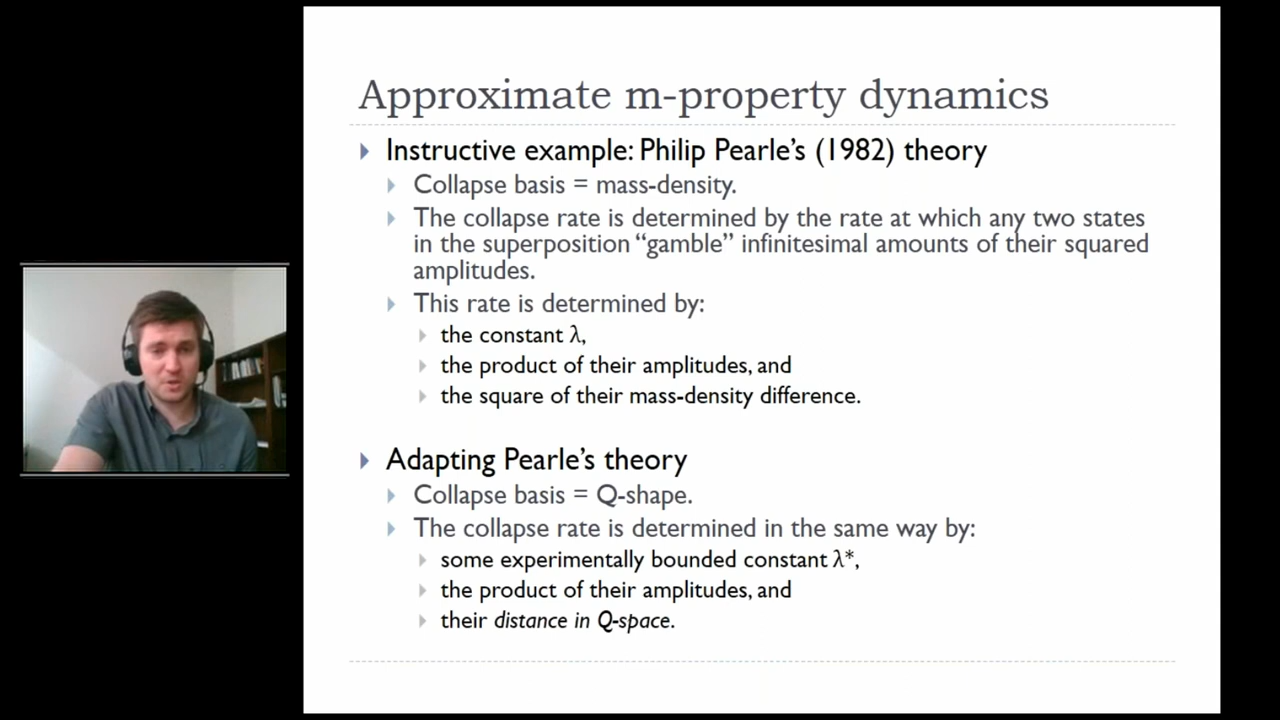 Approximate m-property dynamics
Instructive example: Philip Pearle's (1982) theory
Collapse basis = mass-density.
The collapse rate is determined by the rate at which any two states
in the superposition "gamble" infinitesimal amounts of their squared
amplitudes.
This rate is determined by:
the constant λ,
the product of their amplitudes, and
the square of their mass-density difference.
Adapting Pearle's theory
Collapse basis = Q-shape.
The collapse rate is determined in the same way by:
some experimentally bounded constant λ*,
the product of their amplitudes, and
their distance in Q-space.